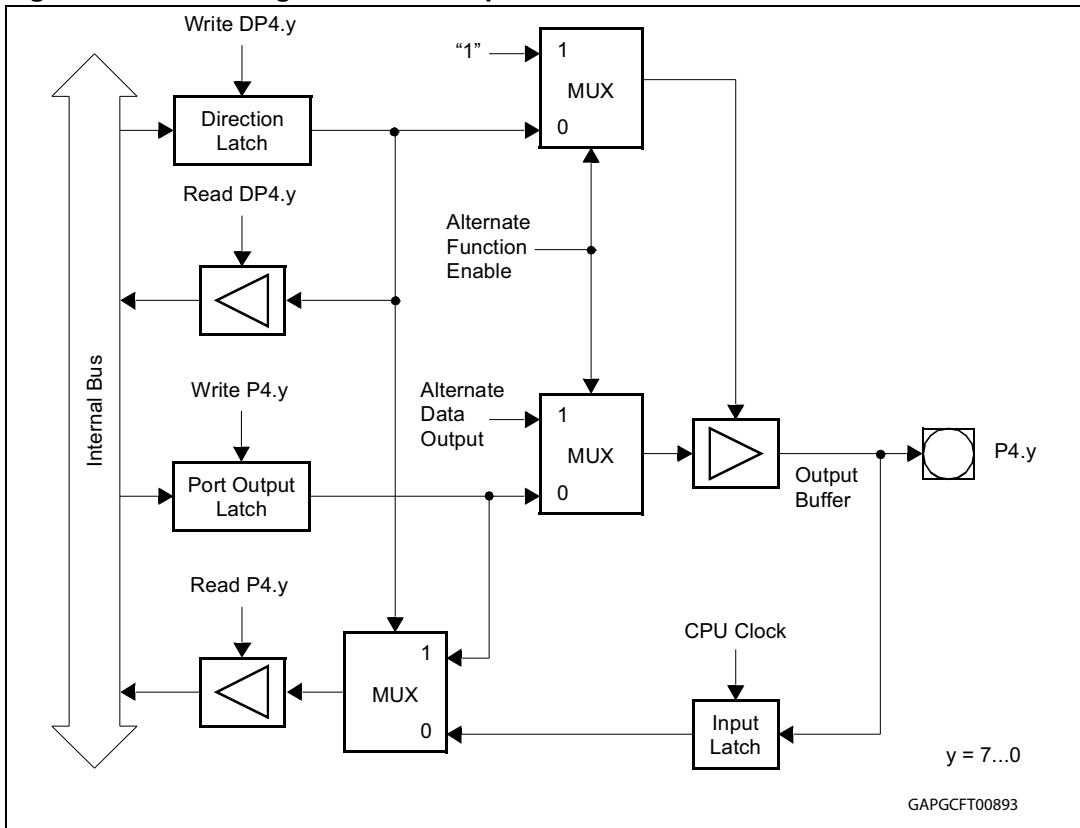 Write DP4.y
“1”
1
MUX
0
Direction
Latch
Read DP4.y
Alternate
Function
Enable
Internal Bus
Write P4.y
Alternate
Data
Output
1
MUX
0
P4.y
Port Output
Latch
Output
Buffer
Read P4.y
CPU Clock
1
MUX
0
Input
Latch
y = 7...0
GAPGCFT00893